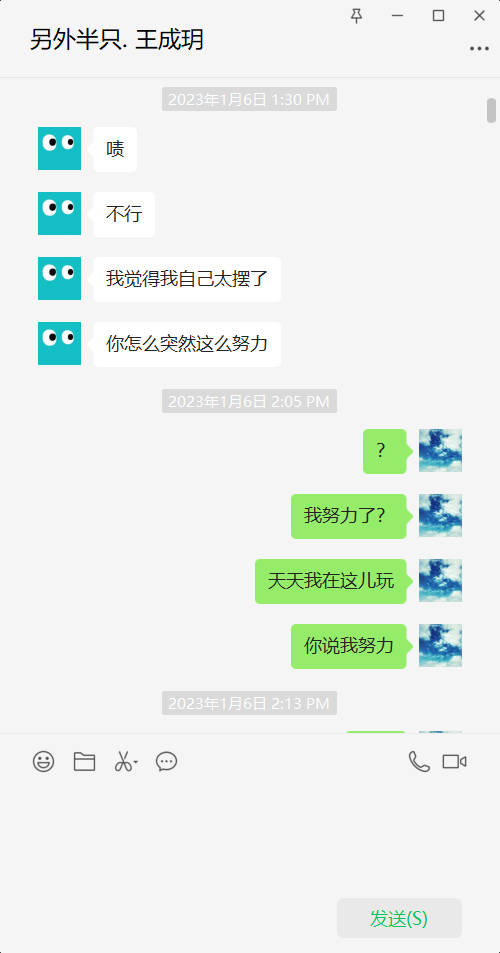 另外半只. 王成玥
2023年1月6日 1:30 PM
啧
不行
我觉得我自己太摆了
你怎么突然这么努力
2023年1月6日 2:05 PM
？
我努力了？
天天我在这儿玩
你说我努力
2023年1月6日 2:13 PM
发送(S)